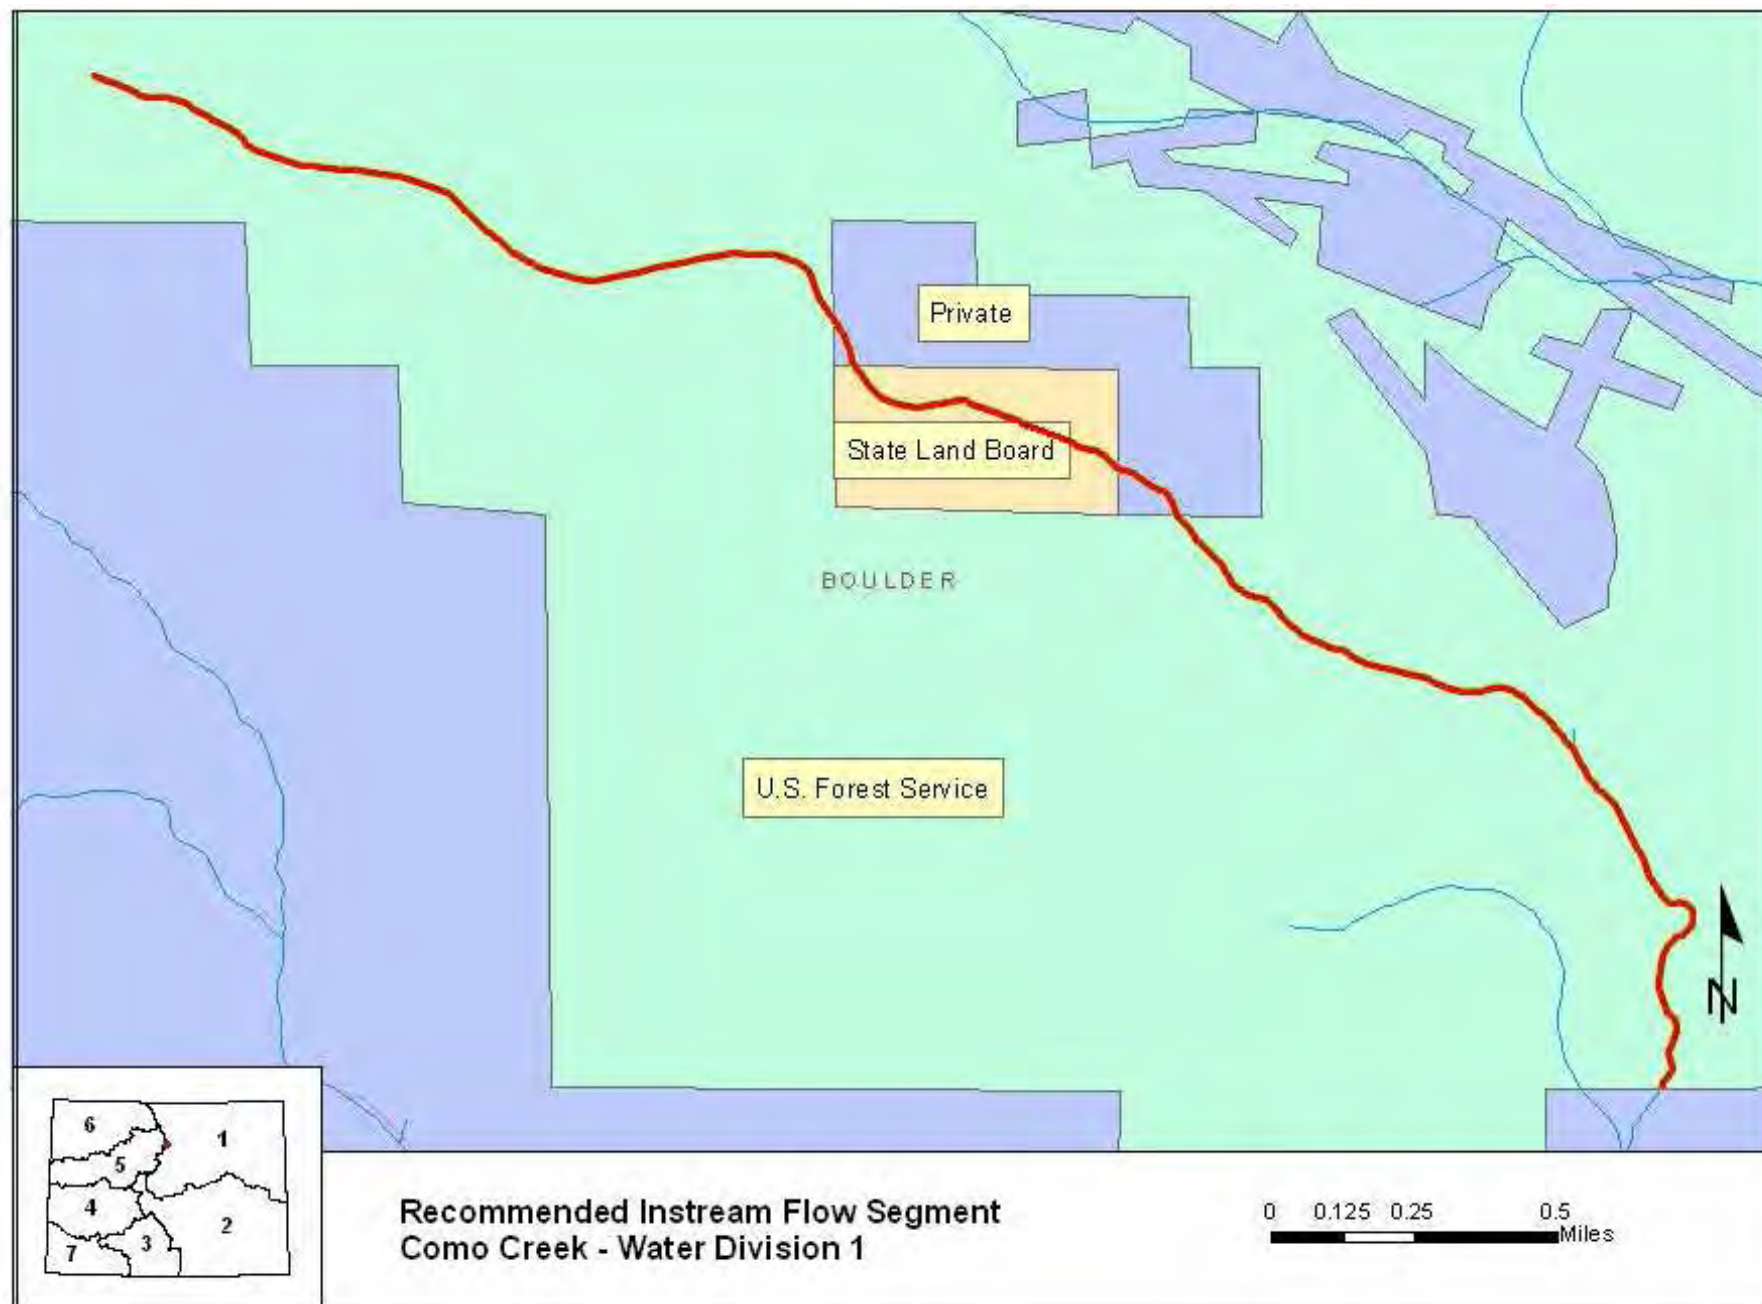 Private
State Land Board
BOULDER
U.S. Forest Service
N
6
1
5
4
2
3
7
Recommended Instream Flow Segment
Como Creek - Water Division 1
0 0.125 0.25 0.5
Miles